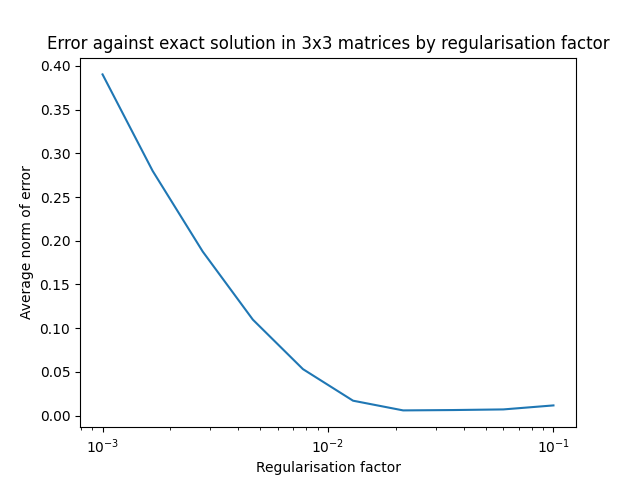 Error against exact solution in 3x3 matrices by regularisation factor
0.40
0.35
0.30
0.25
0.20
0.15
0.10
0.05
0.00
Average norm of error
10⁻³ 10⁻² 10⁻¹
Regularisation factor